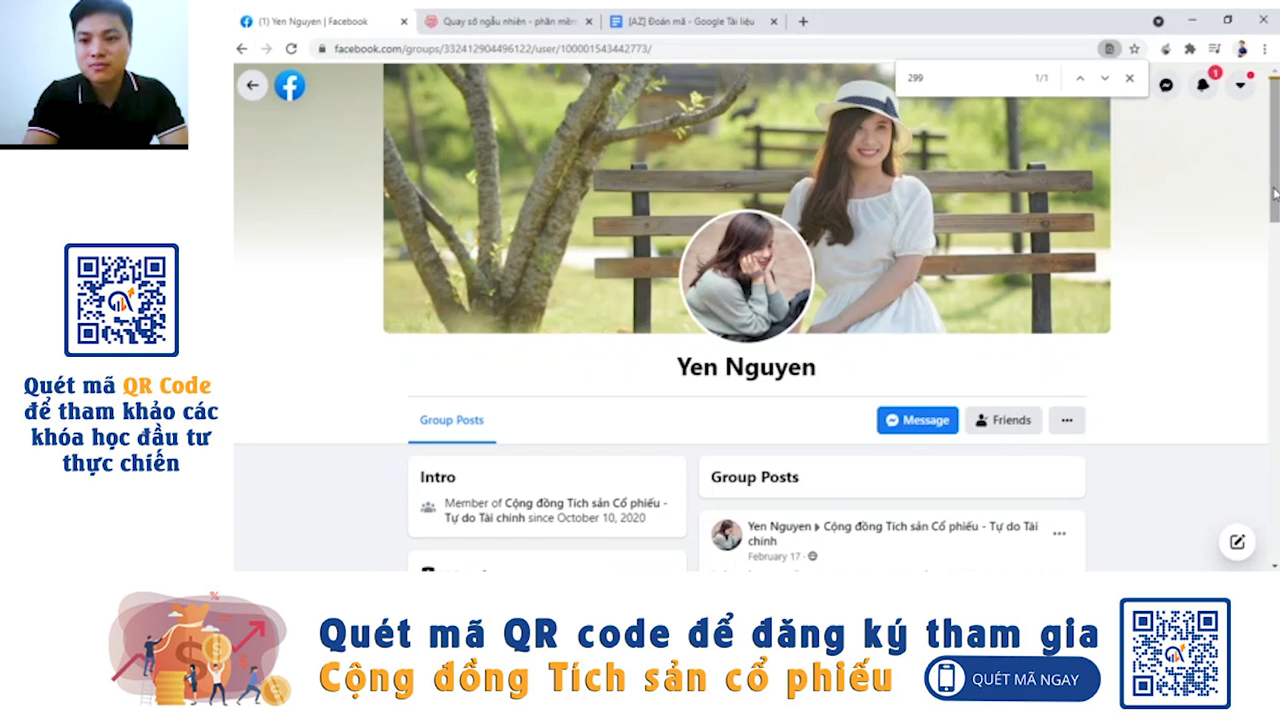 (1) Yen Nguyen | Facebook
Quay số ngẫu nhiên - phần mềm
[AZ] Đoán mã - Google Tài liệu
facebook.com/groups/332412904496122/user/100001543442773/
299
1/1
1
Yen Nguyen
Group Posts
Message
Friends
Intro
Member of Cộng đồng Tích sản Cổ phiếu -
Tự do Tài chính since October 10, 2020
Group Posts
Yen Nguyen ▸ Cộng đồng Tích sản Cổ phiếu - Tự do Tài
chính
February 17 ·
Quét mã QR Code
để tham khảo các
khóa học đầu tư
thực chiến
Quét mã QR code để đăng ký tham gia
Cộng đồng Tích sản cổ phiếu
QUÉT MÃ NGAY